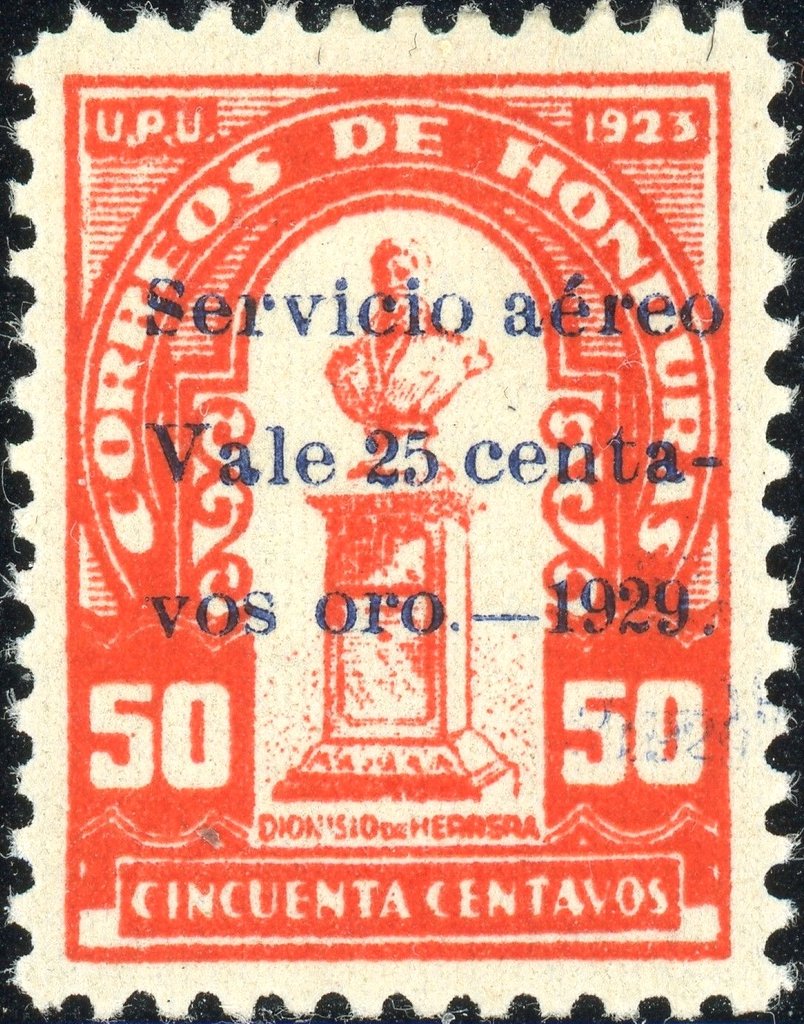 U.P.U. 1923
CORREOS DE HONDURAS
Servicio aéreo
Vale 25 centa-
vos oro.—1929.
50 50
DIONISIO DE HERRERA
CINCUENTA CENTAVOS